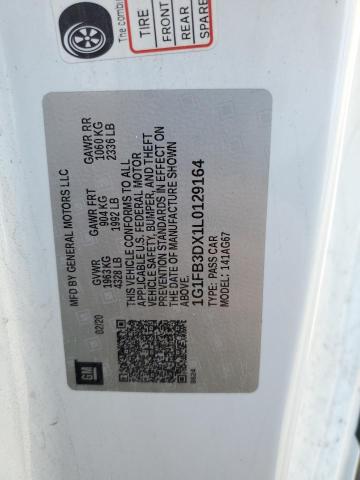 The combi
TIRE
FRONT
REAR
SPARE
MFD BY GENERAL MOTORS LLC
02/20
GM
GVWR
1963 KG
4328 LB
GAWR FRT
904 KG
1992 LB
GAWR RR
1060 KG
2336 LB
THIS VEHICLE CONFORMS TO ALL
APPLICABLE U.S. FEDERAL MOTOR
VEHICLE SAFETY, BUMPER, AND THEFT
PREVENTION STANDARDS IN EFFECT ON
THE DATE OF MANUFACTURE SHOWN
ABOVE.
1G1FB3DX1L0129164
TYPE: PASS CAR
MODEL: 141AG67